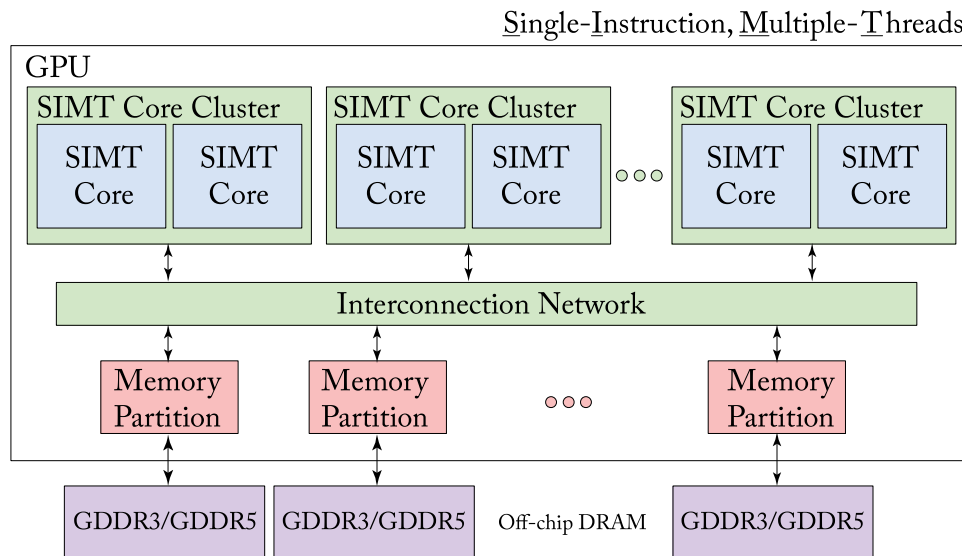 Single-Instruction, Multiple-Threads
GPU
SIMT Core Cluster
SIMT
Core
SIMT
Core
SIMT Core Cluster
SIMT
Core
SIMT
Core
SIMT Core Cluster
SIMT
Core
SIMT
Core
Interconnection Network
Memory
Partition
Memory
Partition
Memory
Partition
GDDR3/GDDR5
GDDR3/GDDR5
Off-chip DRAM
GDDR3/GDDR5